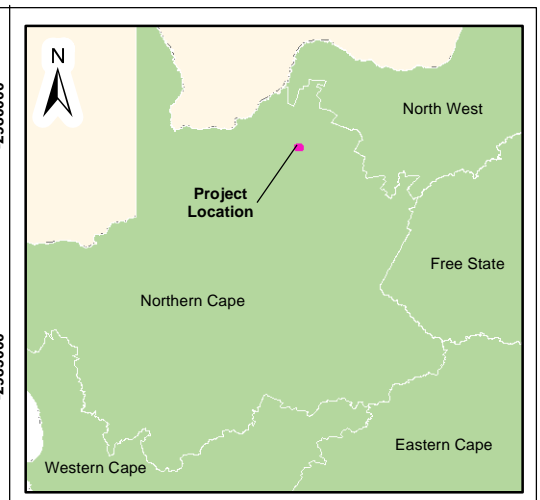 N
North West
Project
Location
Free State
Northern Cape
Eastern Cape
Western Cape